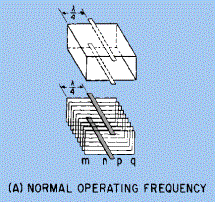 λ/4
λ/4
m n p q
(A) NORMAL OPERATING FREQUENCY